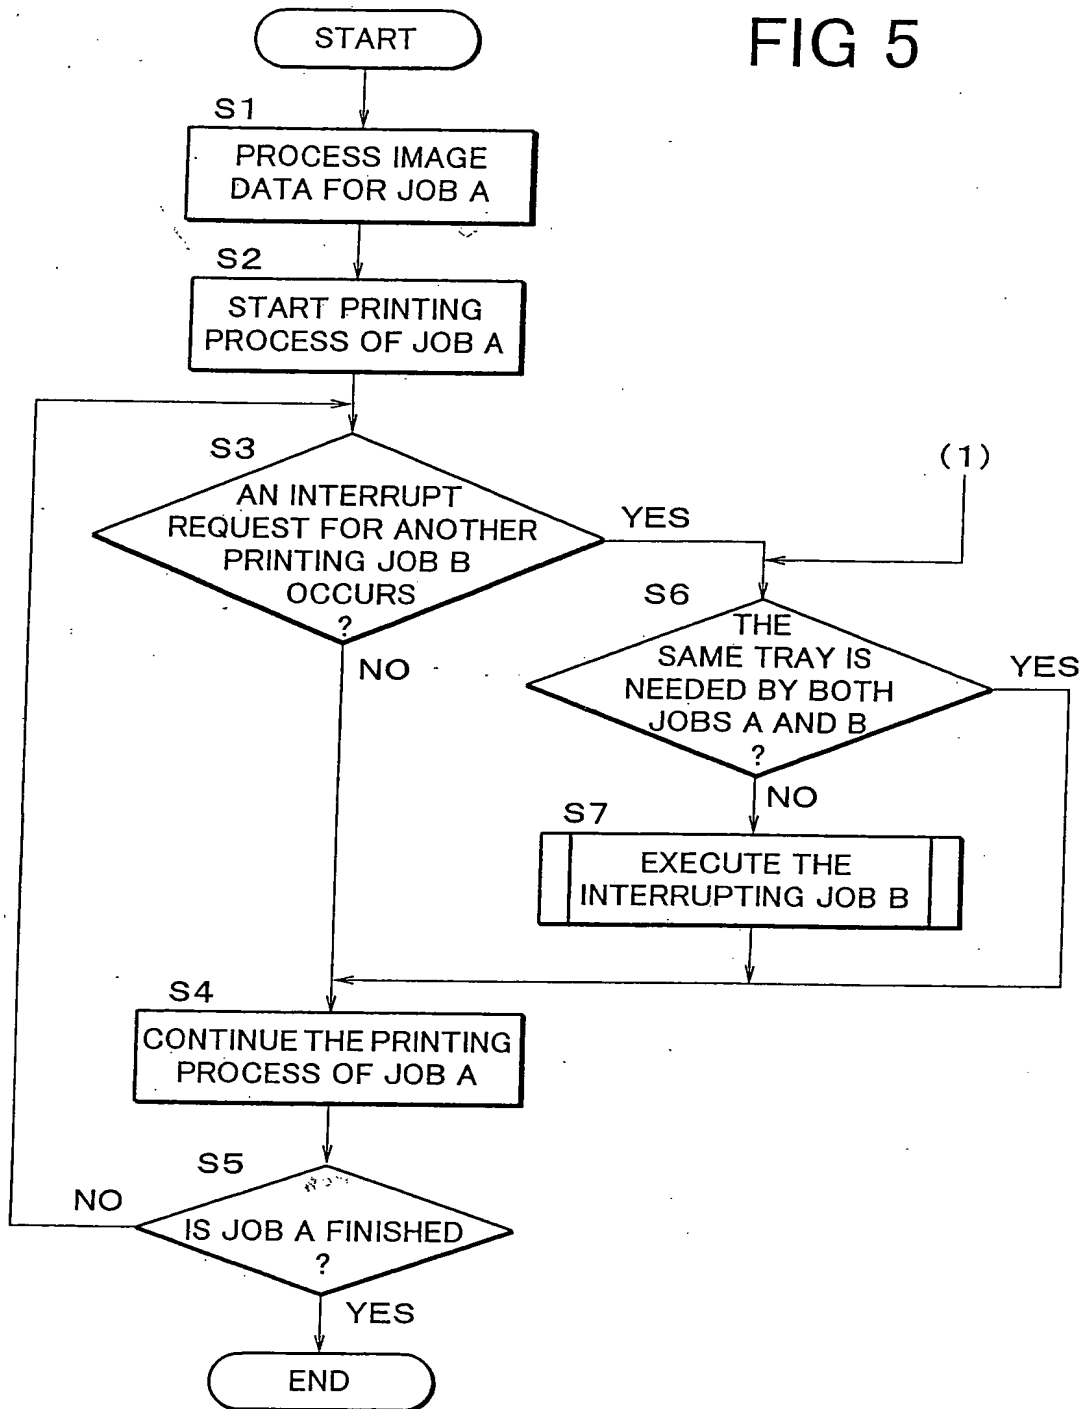 FIG 5
START
S1
PROCESS IMAGE
DATA FOR JOB A
S2
START PRINTING
PROCESS OF JOB A
S3
AN INTERRUPT
REQUEST FOR ANOTHER
PRINTING JOB B
OCCURS
?
YES
NO
(1)
S6
THE
SAME TRAY IS
NEEDED BY BOTH
JOBS A AND B
?
YES
NO
S7
EXECUTE THE
INTERRUPTING JOB B
S4
CONTINUE THE PRINTING
PROCESS OF JOB A
S5
IS JOB A FINISHED
?
NO
YES
END